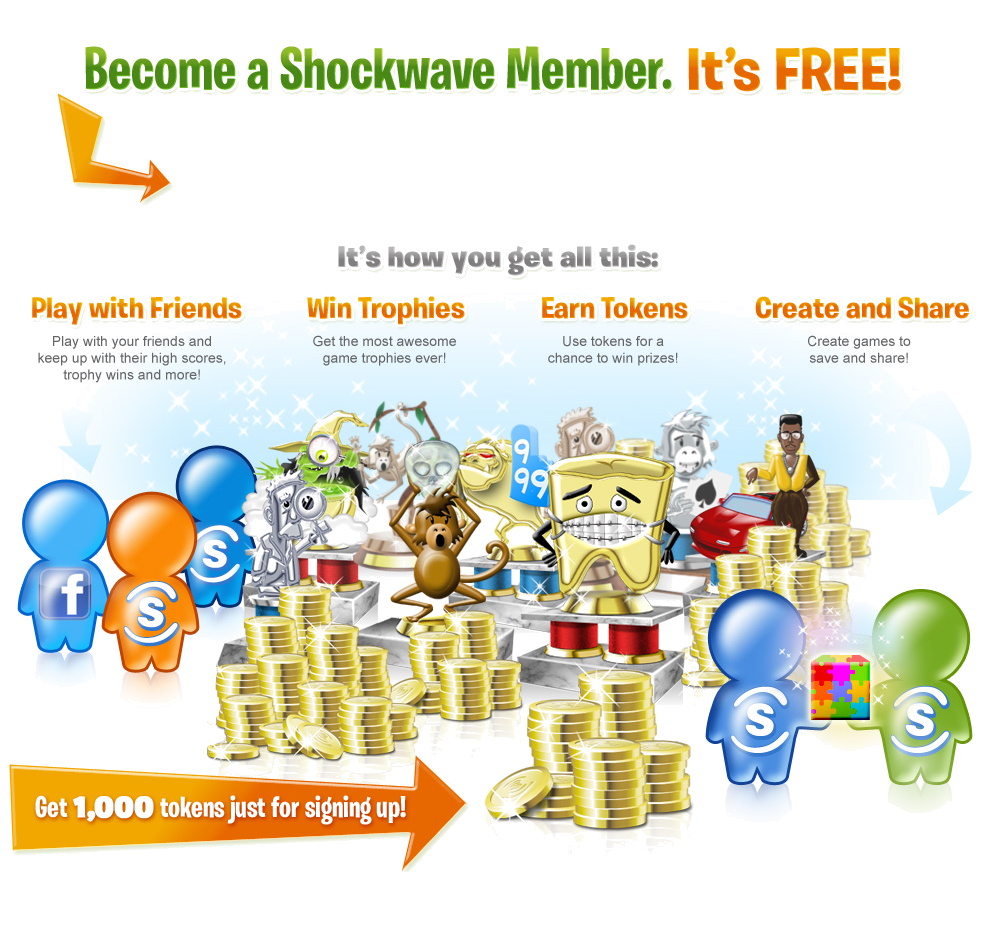 Become a Shockwave Member. It's FREE!
It's how you get all this:
Play with Friends
Play with your friends and
keep up with their high scores,
trophy wins and more!
Win Trophies
Get the most awesome
game trophies ever!
Earn Tokens
Use tokens for a
chance to win prizes!
Create and Share
Create games to
save and share!
9
99
f
S
S
S
S
Get 1,000 tokens just for signing up!